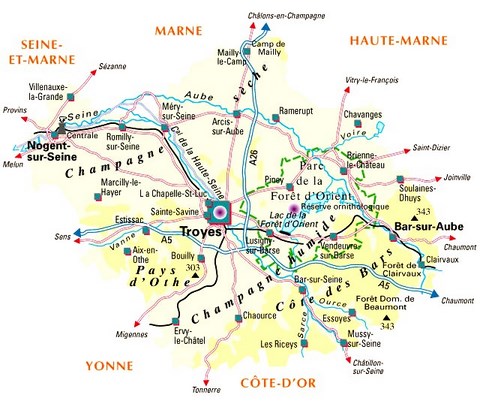 Châlons-en-Champagne
MARNE
SEINE-
ET-MARNE
HAUTE-MARNE
Camp de
Mailly
Mailly-
le-Camp
Sézanne
sèche
Vitry-le-François
Villenauxe-
la-Grande
Aube
Provins
Seine
Méry-
sur-Seine
Ramerupt
Chavanges
Arcis-
sur-Aube
Voire
Centrale
Romilly-
sur-Seine
Nogent-
sur-Seine
Melun
Cal de la Haute-Seine
A26
Saint-Dizier
Brienne-
le-Château
Champagne
Parc
de la
Forêt d'Orient
Piney
Joinville
Marcilly-le-
Hayer
Soulaines-
Dhuys
La Chapelle-St-Luc
Réserve ornithologique
343
Sainte-Savine
Lac de la
Forêt d'Orient
Estissac
Troyes
Bar-sur-Aube
Sens
Vanne
A5
Lusigny-
sur-Barse
Humide
Vendeuvre-
sur-Barse
Chaumont
Aix-en-
Othe
Bouilly
303
Forêt de
Clairvaux
Clairvaux
Pays
d'Othe
Bar-sur-Seine
A5
Champagne
Côte des Bars
Ource
Forêt Dom. de
Beaumont
Chaumont
343
Chaource
Essoyes
Migennes
Ervy-
le-Châtel
Sarce
Les Riceys
Mussy-
sur-Seine
Châtillon-
sur-Seine
YONNE
Tonnerre
CÔTE-D'OR